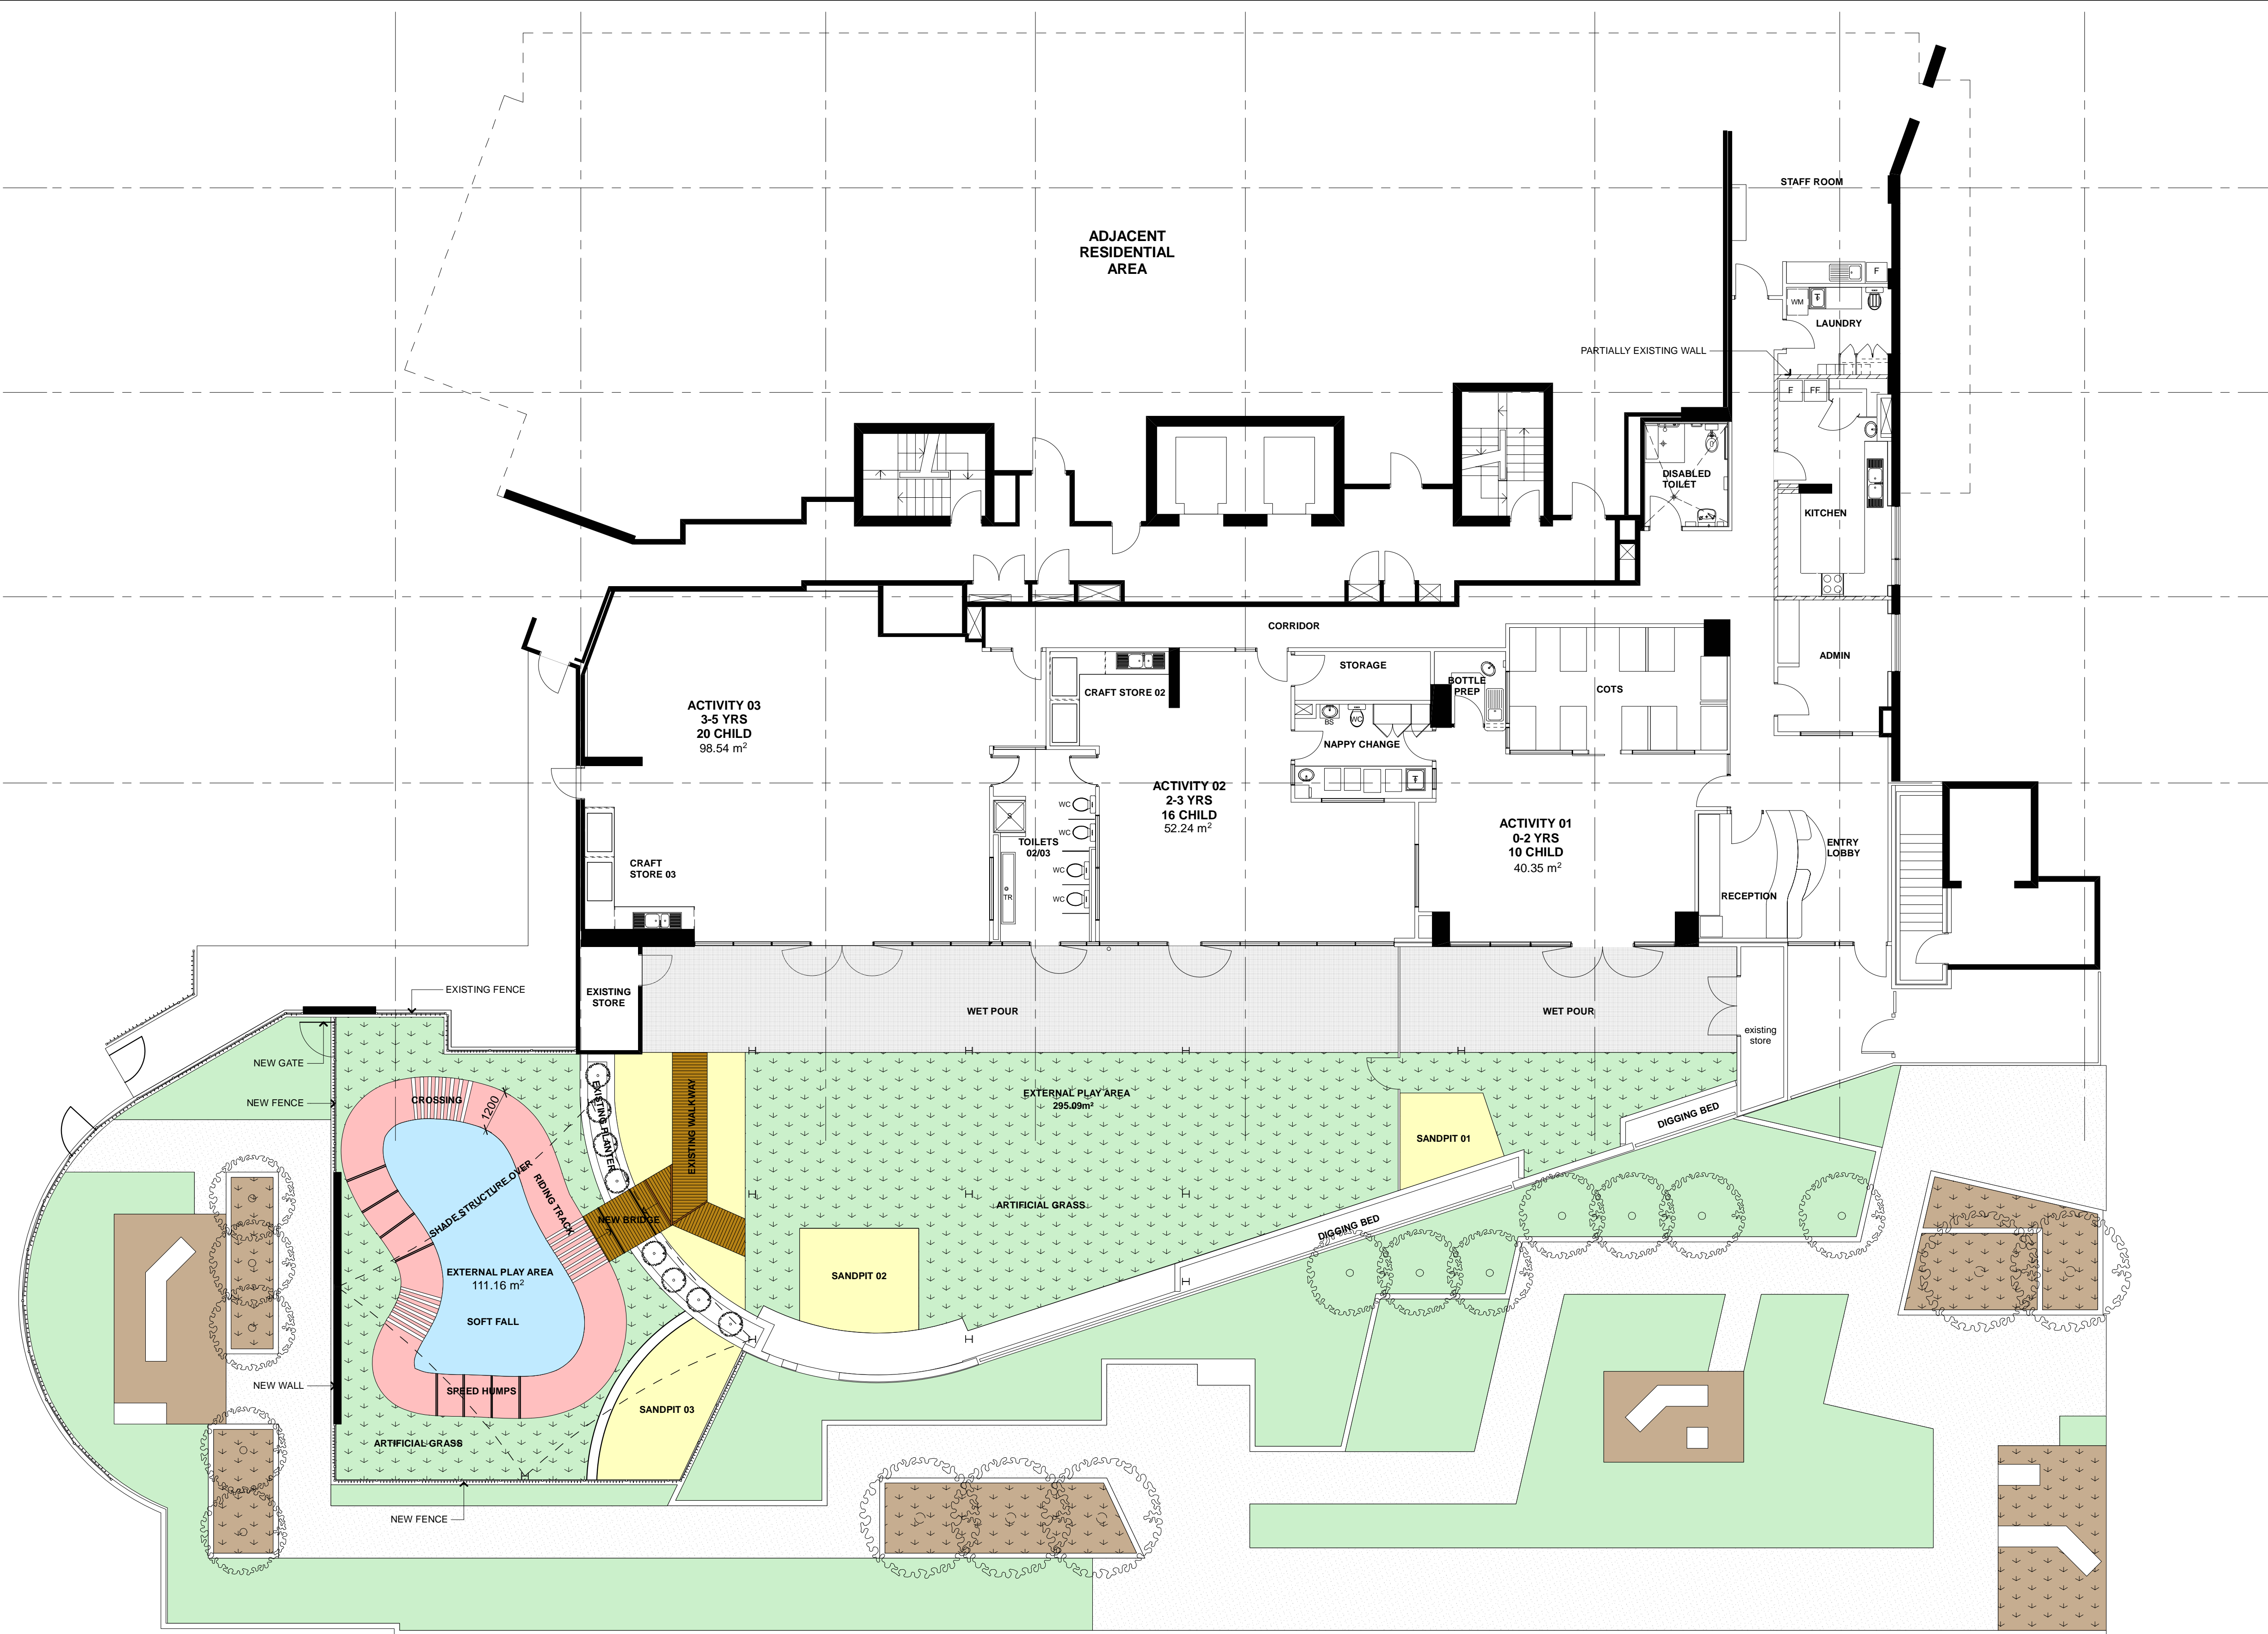 STAFF ROOM
ADJACENT
RESIDENTIAL
AREA
F
WM
T
LAUNDRY
PARTIALLY EXISTING WALL
F
FF
DISABLED
TOILET
KITCHEN
CORRIDOR
STORAGE
BOTTLE
PREP
COTS
ADMIN
CRAFT STORE 02
BS
WC
NAPPY CHANGE
T
ACTIVITY 03
3-5 YRS
20 CHILD
98.54 m²
ACTIVITY 02
2-3 YRS
16 CHILD
52.24 m²
ACTIVITY 01
0-2 YRS
10 CHILD
40.35 m²
WC
WC
WC
WC
S
TR
TOILETS
02/03
CRAFT
STORE 03
ENTRY
LOBBY
RECEPTION
EXISTING FENCE
EXISTING
STORE
WET POUR
WET POUR
existing
store
NEW GATE
NEW FENCE
CROSSING
1200
EXISTING PLANTER
EXISTING WALKWAY
EXTERNAL PLAY AREA
295.09m²
SANDPIT 01
DIGGING BED
SHADE STRUCTURE OVER
RIDING TRACK
NEW BRIDGE
ARTIFICIAL GRASS
DIGGING BED
EXTERNAL PLAY AREA
111.16 m²
SOFT FALL
SANDPIT 02
NEW WALL
SPEED HUMPS
SANDPIT 03
ARTIFICIAL GRASS
NEW FENCE